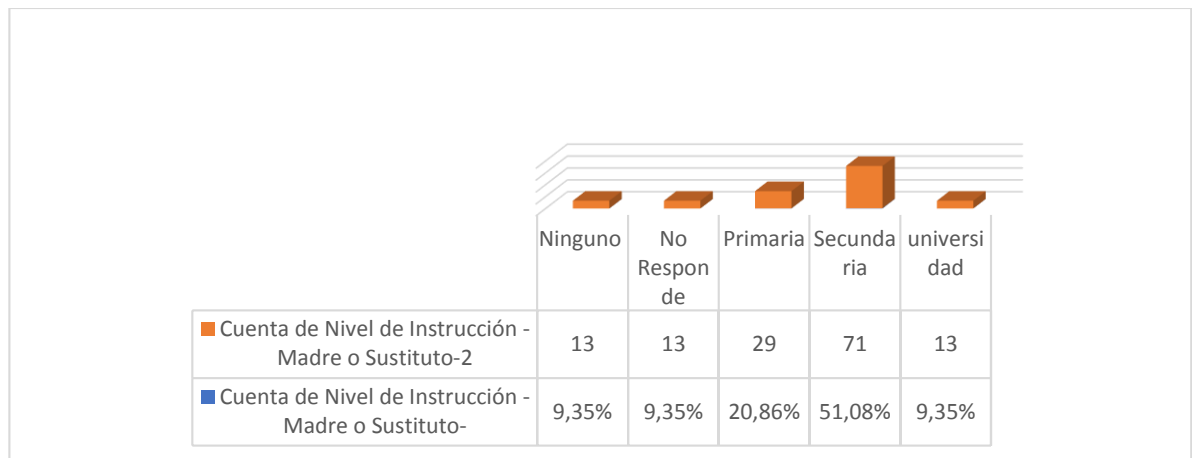 Ninguno
No
Respon
de
Primaria
Secunda
ria
universi
dad
Cuenta de Nivel de Instrucción -
Madre o Sustituto-2
13
13
29
71
13
Cuenta de Nivel de Instrucción -
Madre o Sustituto-
9,35%
9,35%
20,86%
51,08%
9,35%